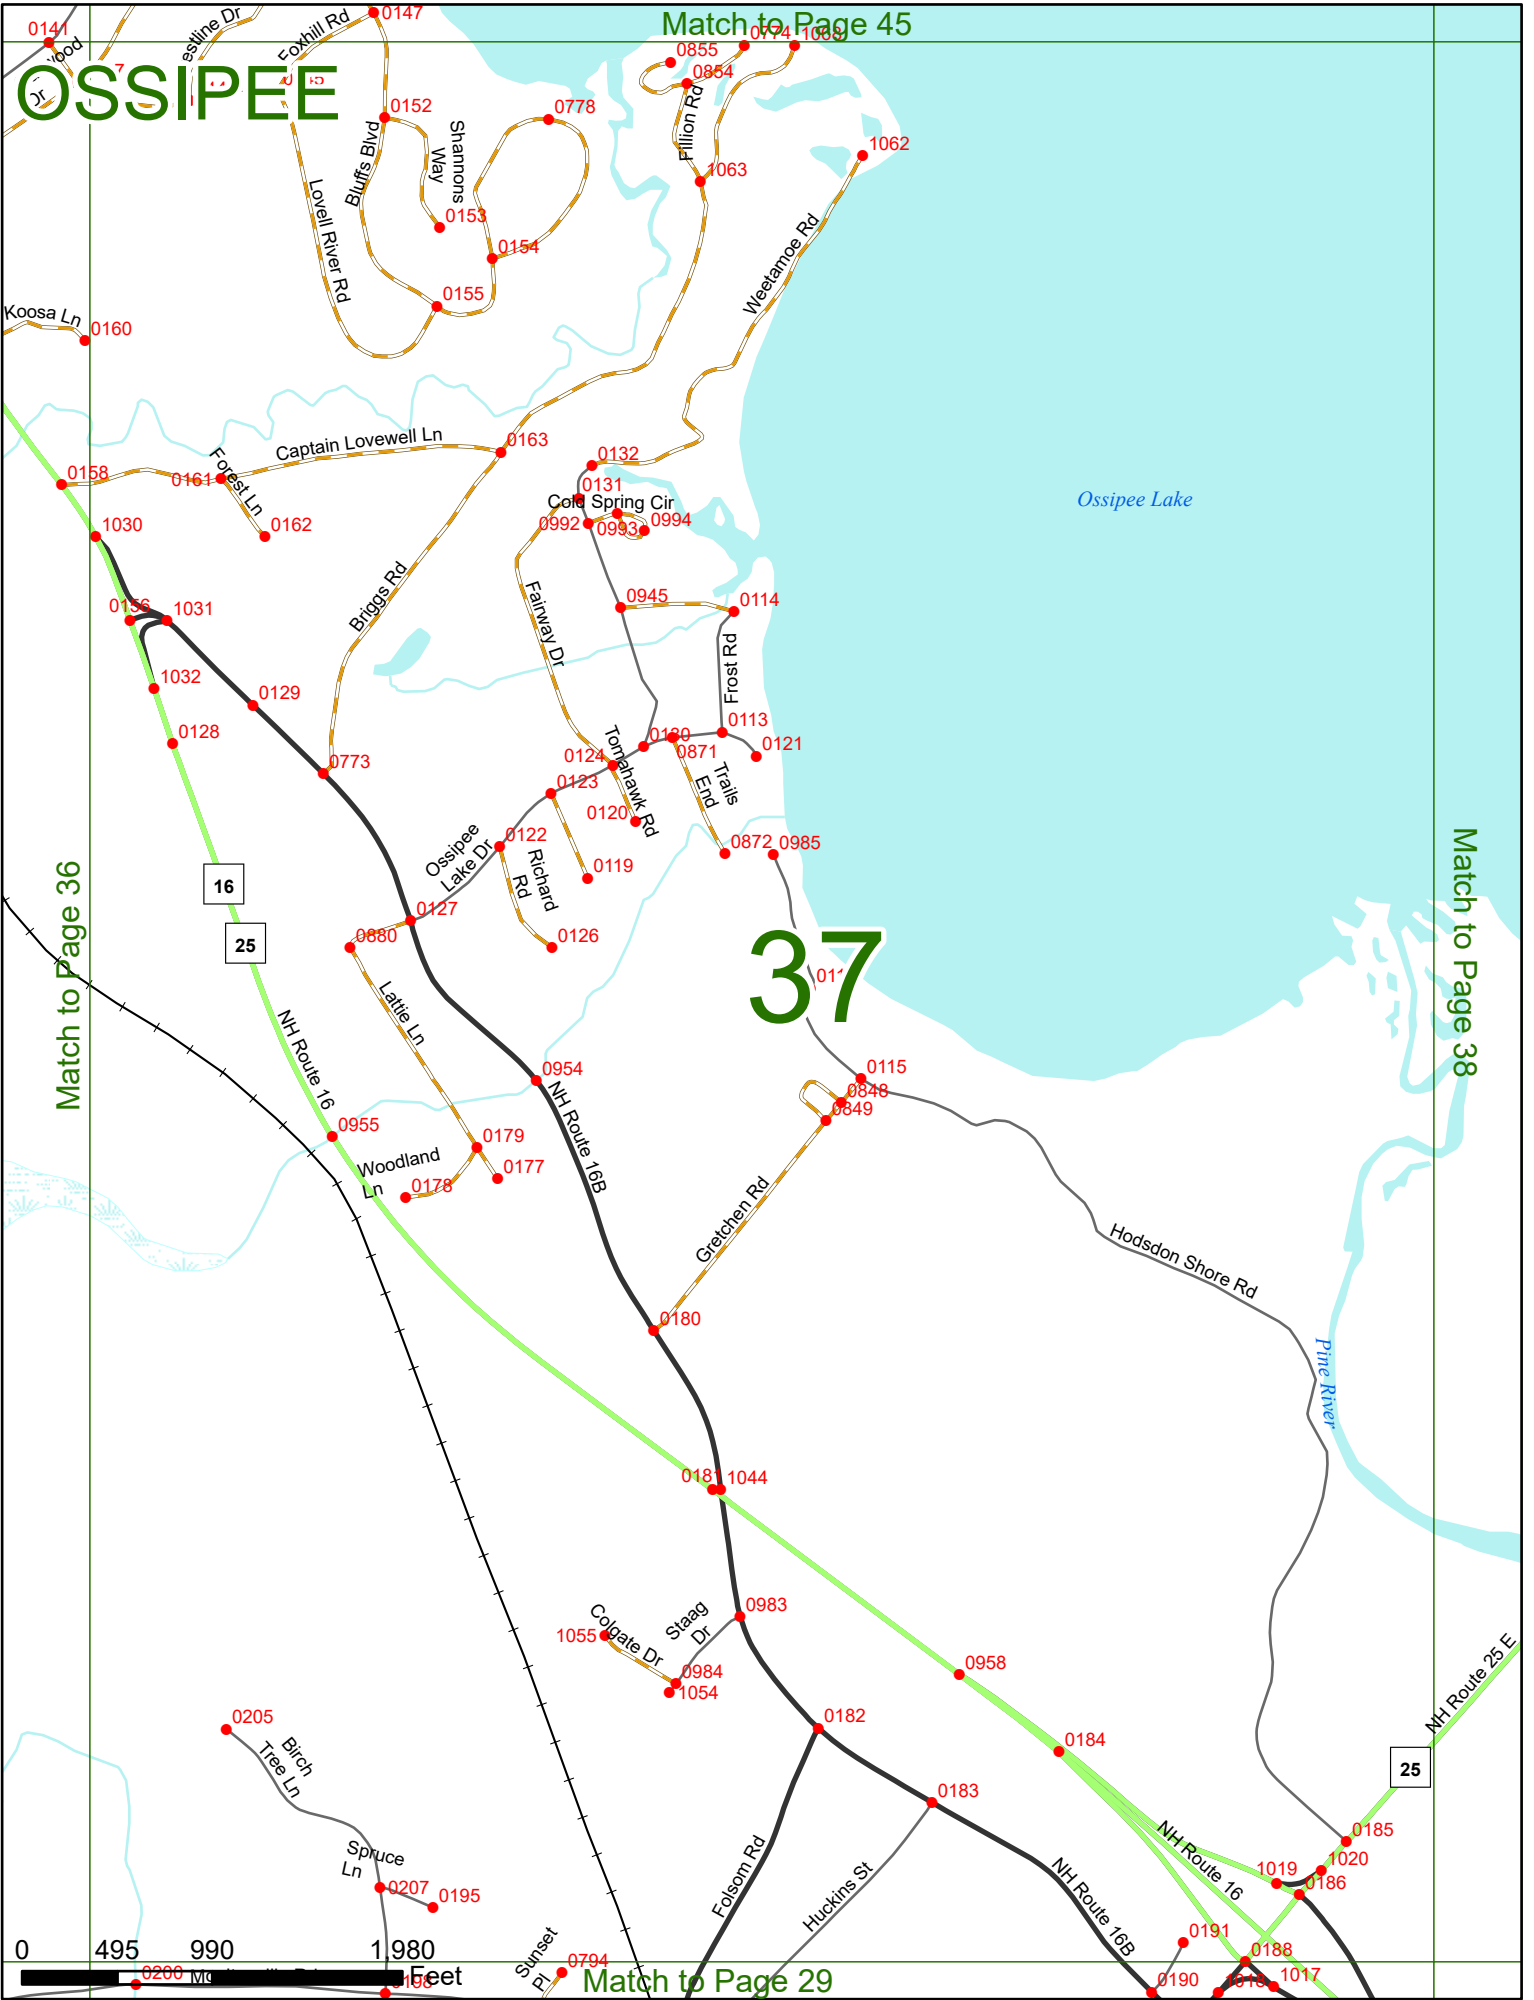 Match to Page 45
OSSIPEE
0141
0147
Foxhill Rd
estline Dr
wood
Dr
0774
0855
0854
Fillion Rd
0152
0778
Shannons
Way
Bluffs Blvd
1062
1063
Lovell River Rd
0153
0154
Weetamoe Rd
0155
Koosa Ln
0160
Captain Lovewell Ln
0163
0132
0158
0161
Forest Ln
0131
Cold Spring Cir
Ossipee Lake
0162
1030
0992
0993
0994
Briggs Rd
Fairway Dr
0156
1031
0945
0114
Frost Rd
1032
0129
0128
0113
0130
0121
0773
0124
0871
Tomahawk Rd
Trails
End
0123
0120
Ossipee
Lake Dr
0122
0872
0985
Richard
Rd
0119
Match to Page 36
16
25
0127
0880
0126
37
Match to Page 38
Lattie Ln
NH Route 16
0954
0115
0848
0849
NH Route 16B
0955
0179
Woodland
Ln
0177
0178
Gretchen Rd
Hodsdon Shore Rd
0180
Pine River
0181
1044
0983
Colgate Dr
Staag
Dr
1055
0984
1054
0958
NH Route 25 E
0205
Birch
Tree Ln
0182
0184
25
0183
NH Route 16
0185
1020
1019
0186
Spruce
Ln
0207
0195
Folsom Rd
Huckins St
NH Route 16B
0191
0188
0190
1017
Sunset
Pl
0794
0200
0198
0 495 990 1,980
Feet
Match to Page 29